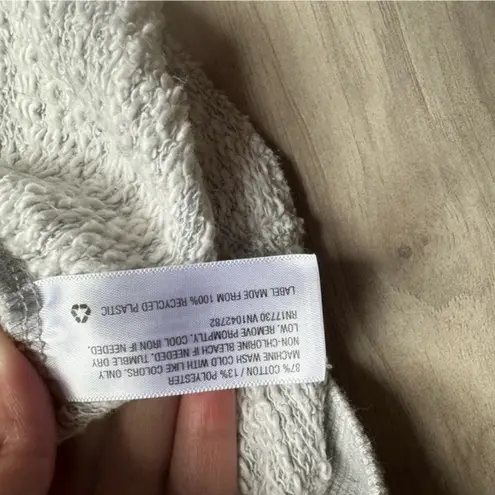 87% COTTON / 13% POLYESTER
MACHINE WASH COLD WITH LIKE COLORS. ONLY
NON-CHLORINE BLEACH IF NEEDED. TUMBLE DRY
LOW. REMOVE PROMPTLY. COOL IRON IF NEEDED.
RN17730 VN1042782
LABEL MADE FROM 100% RECYCLED PLASTIC